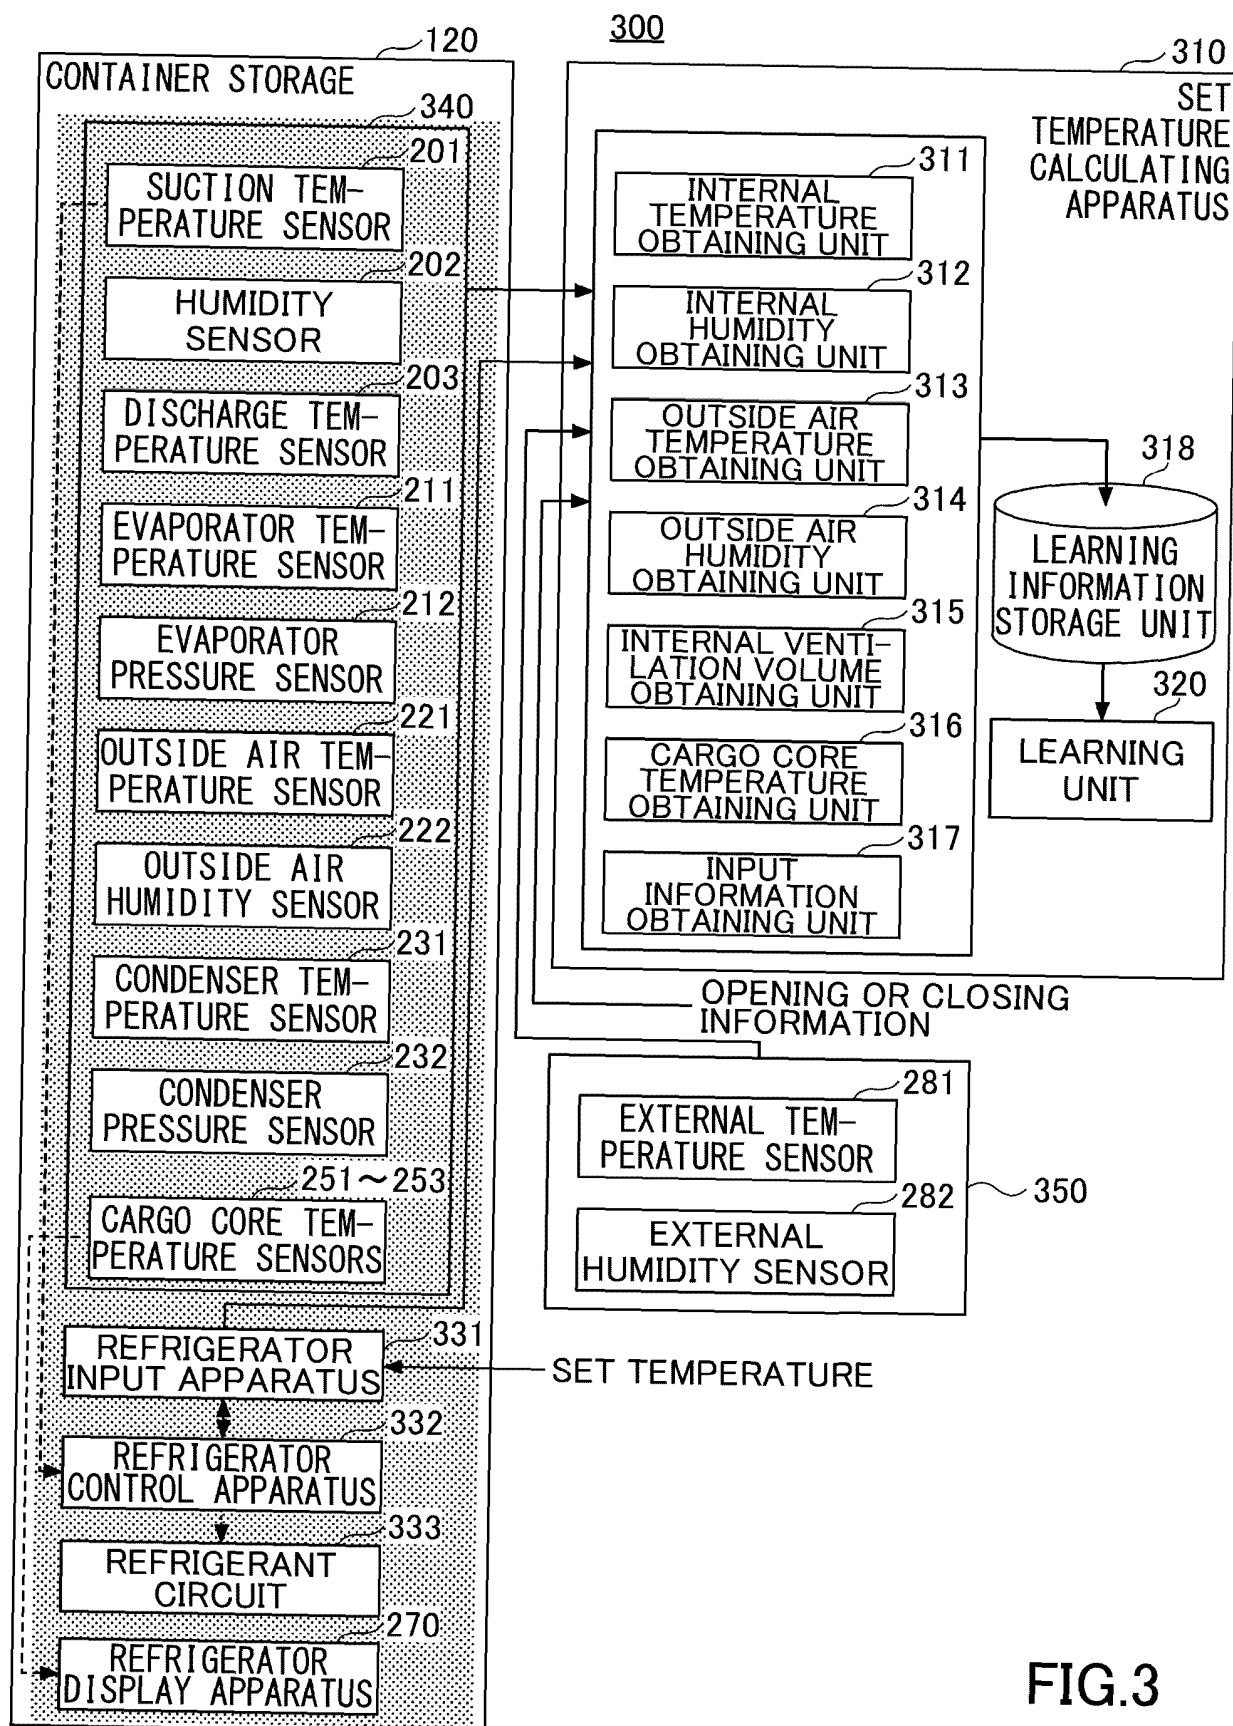 300
120
CONTAINER STORAGE
340
201
SUCTION TEM-
PERATURE SENSOR
202
HUMIDITY
SENSOR
203
DISCHARGE TEM-
PERATURE SENSOR
211
EVAPORATOR TEM-
PERATURE SENSOR
212
EVAPORATOR
PRESSURE SENSOR
221
OUTSIDE AIR TEM-
PERATURE SENSOR
222
OUTSIDE AIR
HUMIDITY SENSOR
231
CONDENSER TEM-
PERATURE SENSOR
232
CONDENSER
PRESSURE SENSOR
251～253
CARGO CORE TEM-
PERATURE SENSORS
331
REFRIGERATOR
INPUT APPARATUS
332
REFRIGERATOR
CONTROL APPARATUS
333
REFRIGERANT
CIRCUIT
270
REFRIGERATOR
DISPLAY APPARATUS
310
SET
TEMPERATURE
CALCULATING
APPARATUS
311
INTERNAL
TEMPERATURE
OBTAINING UNIT
312
INTERNAL
HUMIDITY
OBTAINING UNIT
313
OUTSIDE AIR
TEMPERATURE
OBTAINING UNIT
314
OUTSIDE AIR
HUMIDITY
OBTAINING UNIT
315
INTERNAL VENTI-
LATION VOLUME
OBTAINING UNIT
316
CARGO CORE
TEMPERATURE
OBTAINING UNIT
317
INPUT
INFORMATION
OBTAINING UNIT
318
LEARNING
INFORMATION
STORAGE UNIT
320
LEARNING
UNIT
OPENING OR CLOSING
INFORMATION
281
EXTERNAL TEM-
PERATURE SENSOR
282
EXTERNAL
HUMIDITY SENSOR
350
SET TEMPERATURE
FIG.3